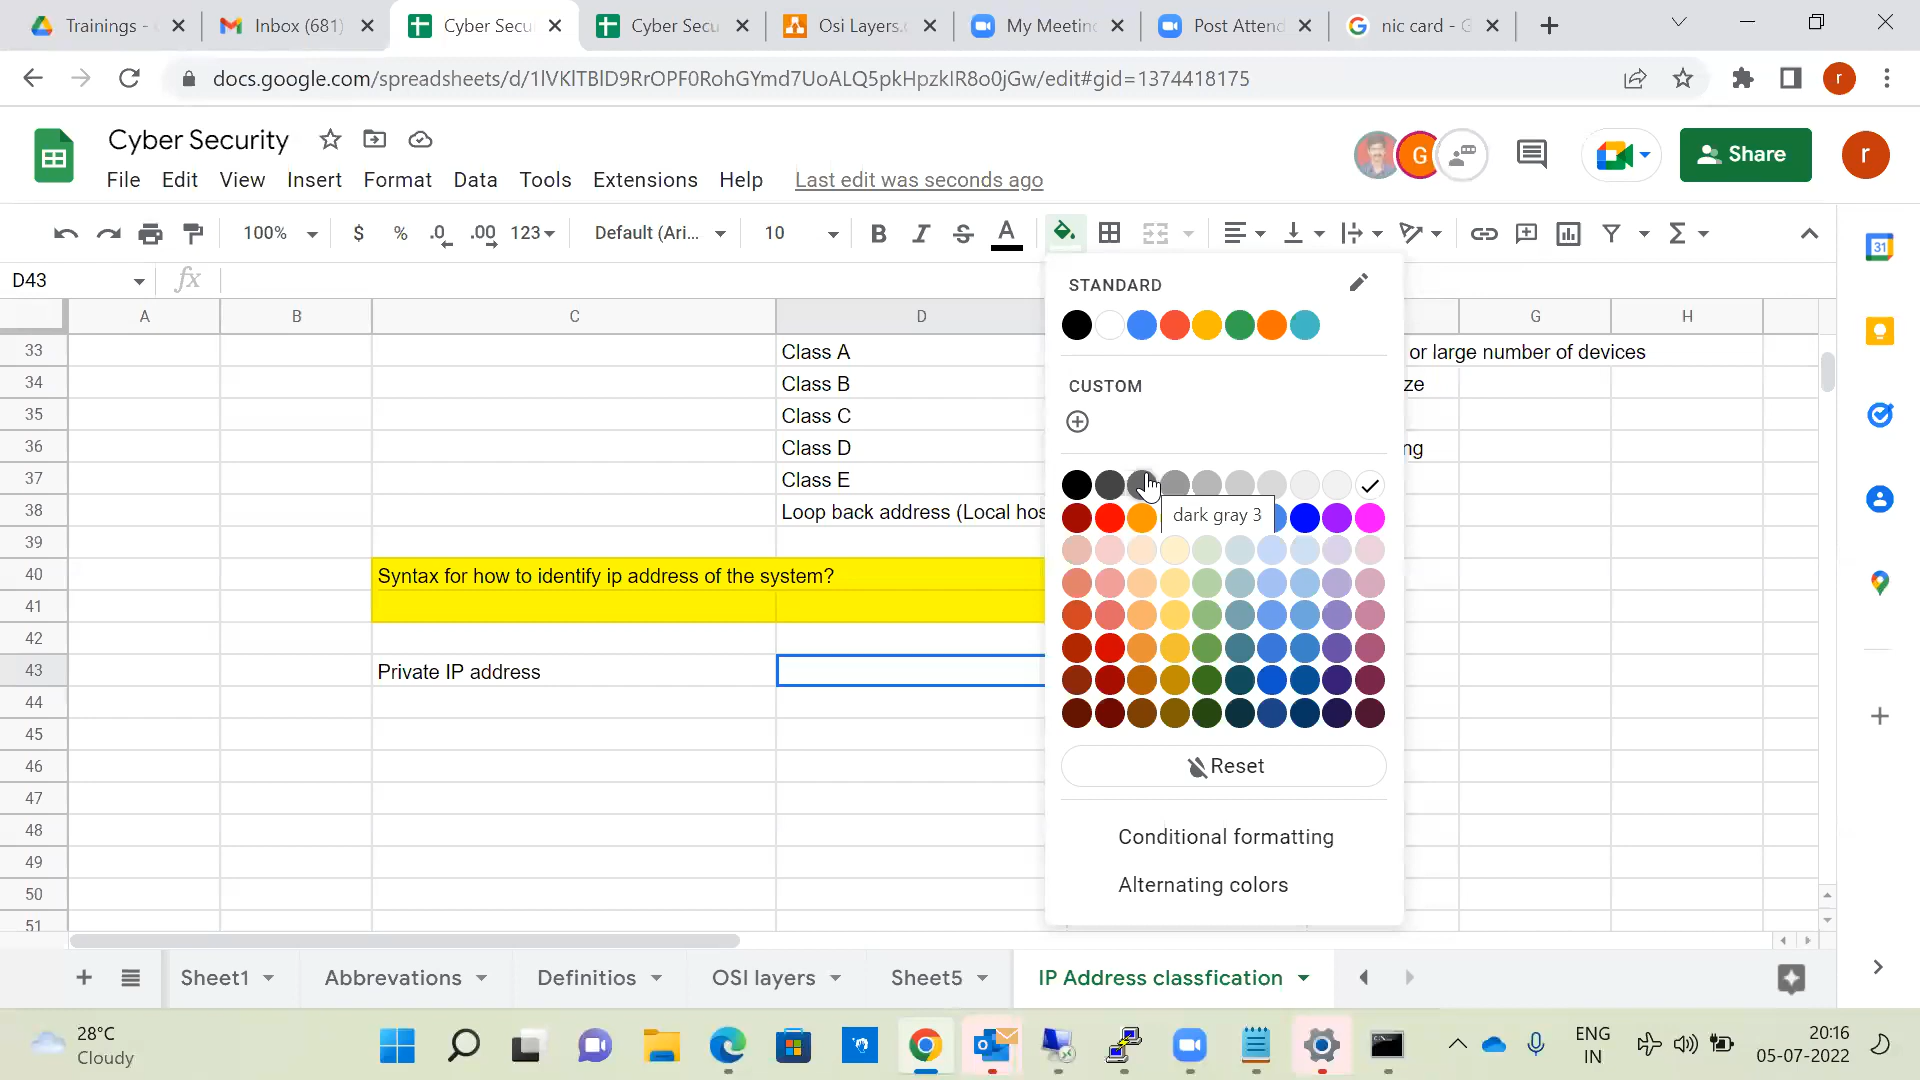 Trainings -
Inbox (681)
Cyber Secu
Cyber Secu
Osi Layers.
My Meetin
Post Attend
nic card - G
docs.google.com/spreadsheets/d/1lVKlTBlD9RrOPF0RohGYmd7UoALQ5pkHpzkIR8o0jGw/edit#gid=1374418175
r
Cyber Security
G
Share
r
File Edit View Insert Format Data Tools Extensions Help Last edit was seconds ago
100% $ % .0 .00 123 Default (Ari... 10 B I S A
31
D43
fx
STANDARD
A B C D G H
33 Class A or large number of devices
34 Class B ze
CUSTOM
35 Class C
36 Class D ng
37 Class E
38 Loop back address (Local hos
dark gray 3
39
40 Syntax for how to identify ip address of the system?
41
42
43 Private IP address
44
45
46
Reset
47
48
Conditional formatting
49
50
Alternating colors
51
Sheet1 Abbrevations Definitios OSI layers Sheet5 IP Address classfication
28°C
Cloudy
ENG
IN
20:16
05-07-2022